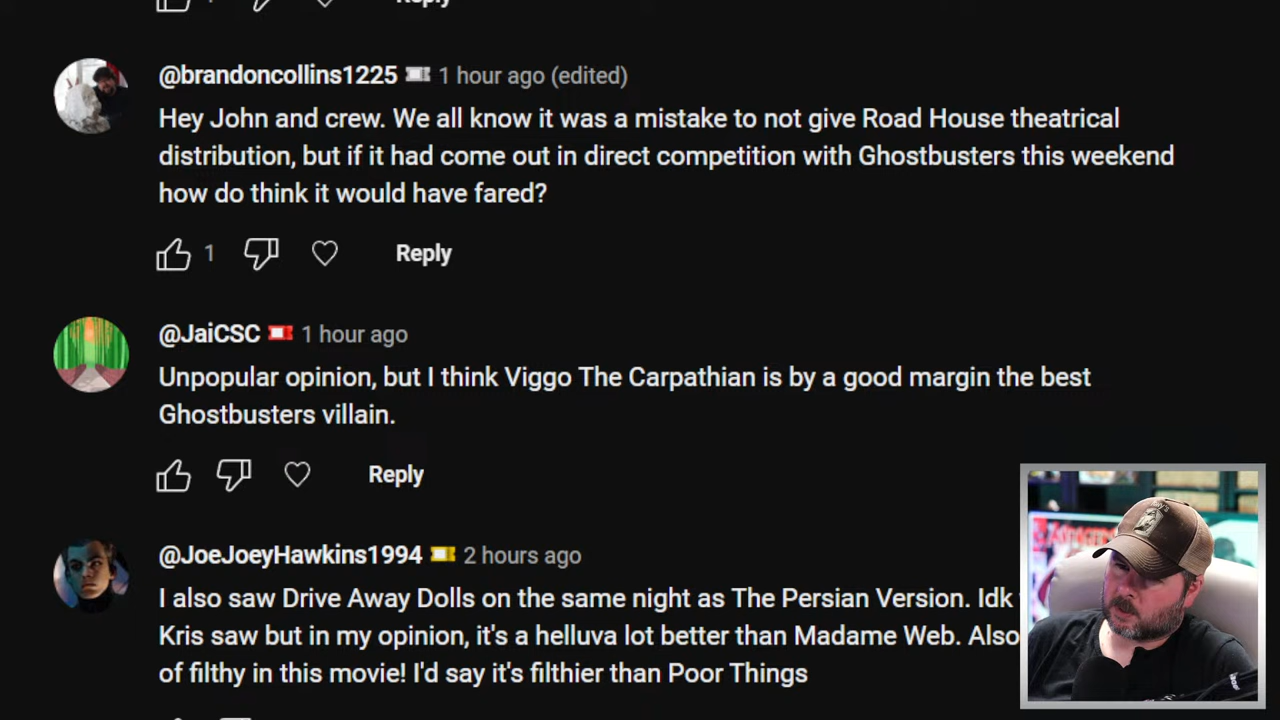 Reply
@brandoncollins1225 1 hour ago (edited)
Hey John and crew. We all know it was a mistake to not give Road House theatrical
distribution, but if it had come out in direct competition with Ghostbusters this weekend
how do think it would have fared?
1 Reply
@JaiCSC 1 hour ago
Unpopular opinion, but I think Viggo The Carpathian is by a good margin the best
Ghostbusters villain.
Reply
@JoeJoeyHawkins1994 2 hours ago
I also saw Drive Away Dolls on the same night as The Persian Version. Idk
Kris saw but in my opinion, it's a helluva lot better than Madame Web. Also
of filthy in this movie! I'd say it's filthier than Poor Things